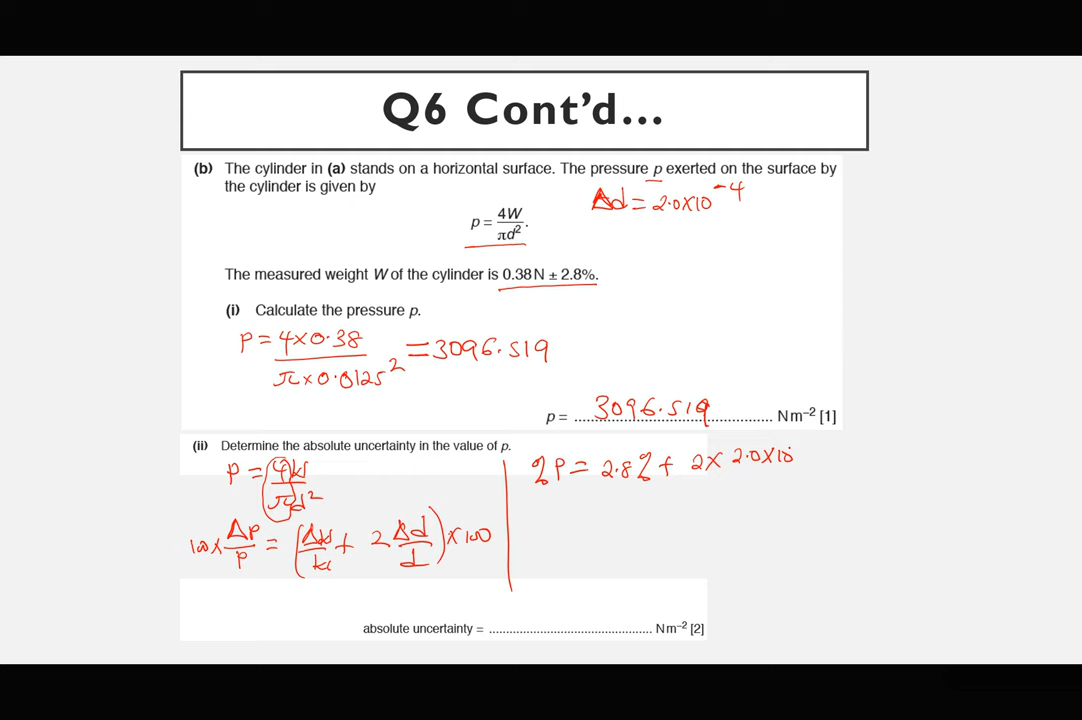 Q6 Cont’d…
(b) The cylinder in (a) stands on a horizontal surface. The pressure p exerted on the surface by
the cylinder is given by
Δd = 2.0×10⁻⁴
p = 4W/πd².
The measured weight W of the cylinder is 0.38 N ± 2.8%.
(i) Calculate the pressure p.
P = 4×0.38 / π×0.0125² = 3096.519
p = 3096.519 N m⁻² [1]
(ii) Determine the absolute uncertainty in the value of p.
P = 4W/πd²
100× ΔP/P = (ΔW/W + 2 Δd/d) × 100
% P = 2.8% + 2× 2.0×10
absolute uncertainty = .................................................. N m⁻² [2]